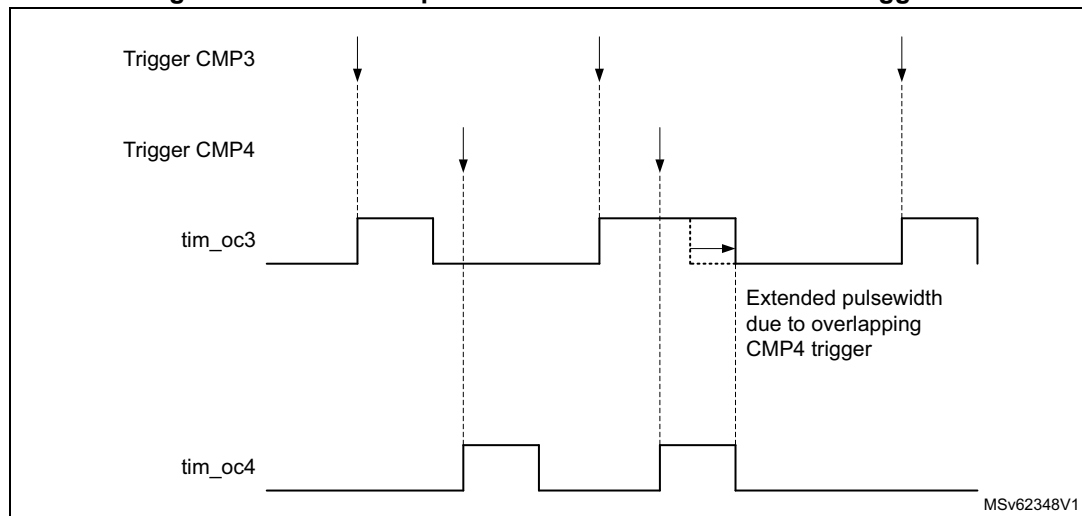 Trigger CMP3
Trigger CMP4
tim_oc3
Extended pulsewidth
due to overlapping
CMP4 trigger
tim_oc4
MSv62348V1